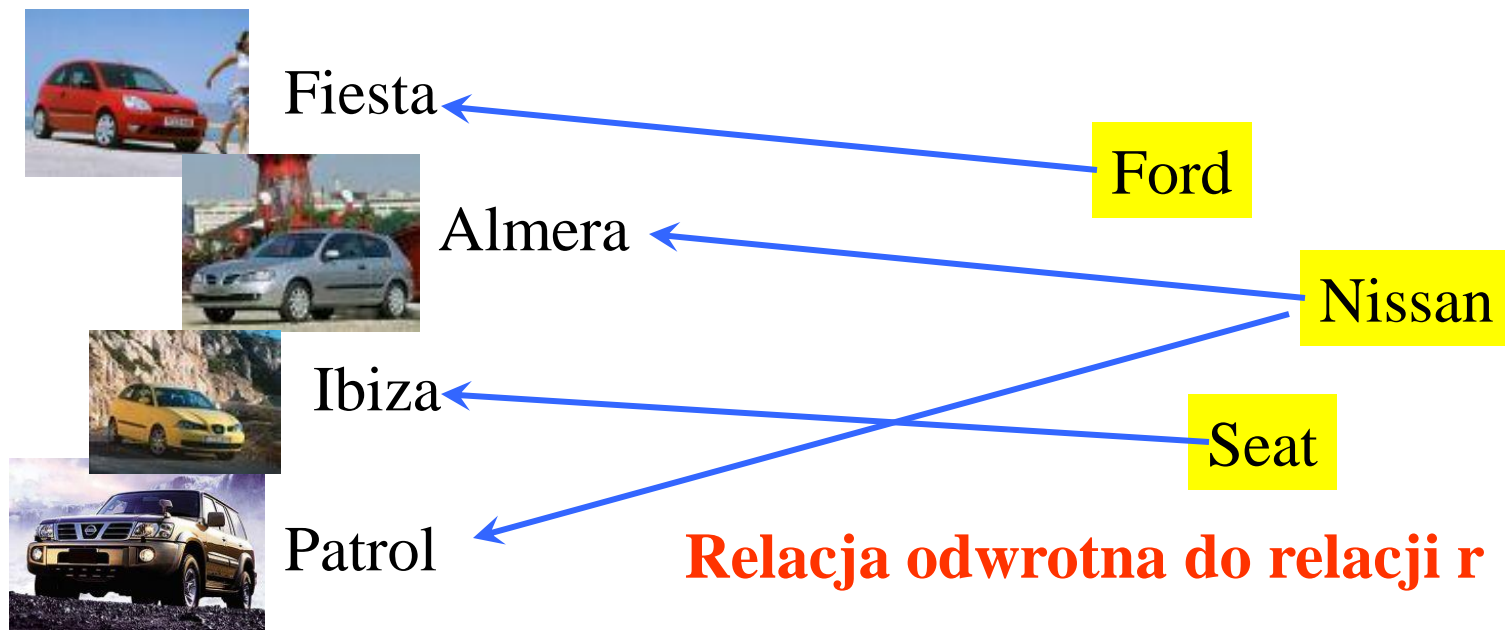 Fiesta
Ford
Almera
Nissan
Ibiza
Seat
Patrol
Relacja odwrotna do relacji r